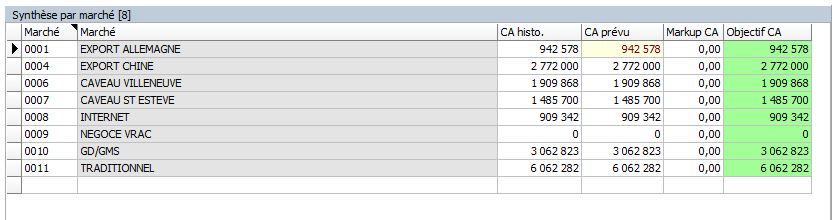 Synthèse par marché [8]
Marché Marché CA histo. CA prévu Markup CA Objectif CA
0001 EXPORT ALLEMAGNE 942 578 942 578 0,00 942 578
0004 EXPORT CHINE 2 772 000 2 772 000 0,00 2 772 000
0006 CAVEAU VILLENEUVE 1 909 868 1 909 868 0,00 1 909 868
0007 CAVEAU ST ESTEVE 1 485 700 1 485 700 0,00 1 485 700
0008 INTERNET 909 342 909 342 0,00 909 342
0009 NEGOCE VRAC 0 0 0,00 0
0010 GD/GMS 3 062 823 3 062 823 0,00 3 062 823
0011 TRADITIONNEL 6 062 282 6 062 282 0,00 6 062 282